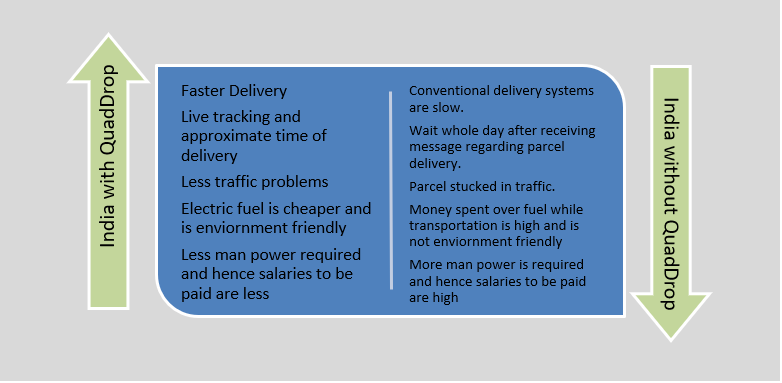 India with QuadDrop
Faster Delivery
Live tracking and
approximate time of
delivery
Less traffic problems
Electric fuel is cheaper and
is enviornment friendly
Less man power required
and hence salaries to be
paid are less
Conventional delivery systems
are slow.
Wait whole day after receiving
message regarding parcel
delivery.
Parcel stucked in traffic.
Money spent over fuel while
transportation is high and is
not enviornment friendly
More man power is required
and hence salaries to be paid
are high
India without QuadDrop